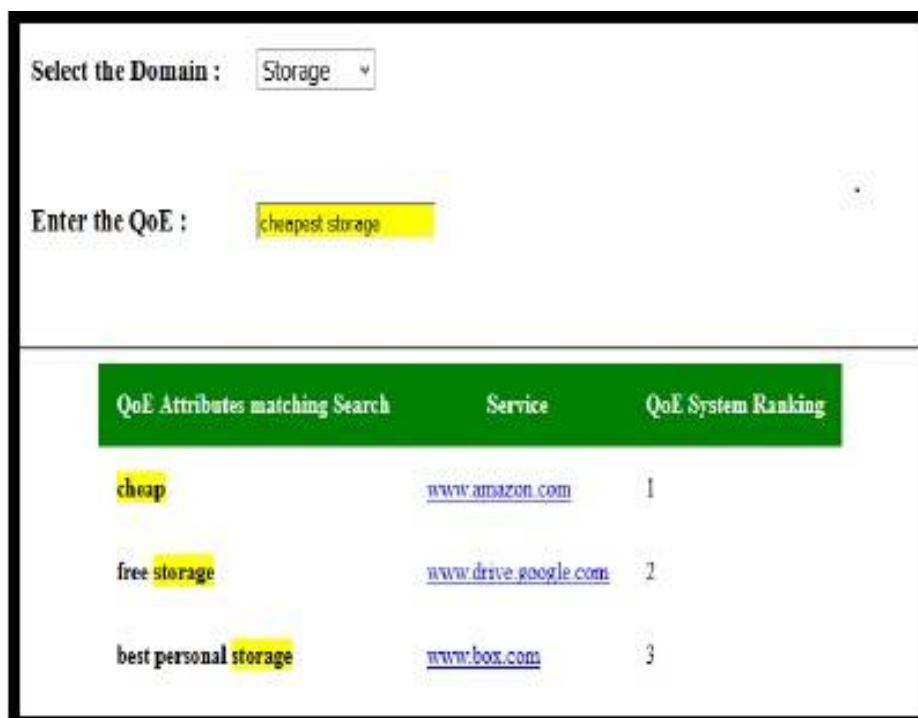 Select the Domain : Storage
Enter the QoE : cheapest storage
QoE Attributes matching Search Service QoE System Ranking
cheap www.amazon.com 1
free storage www.drive.google.com 2
best personal storage www.box.com 3